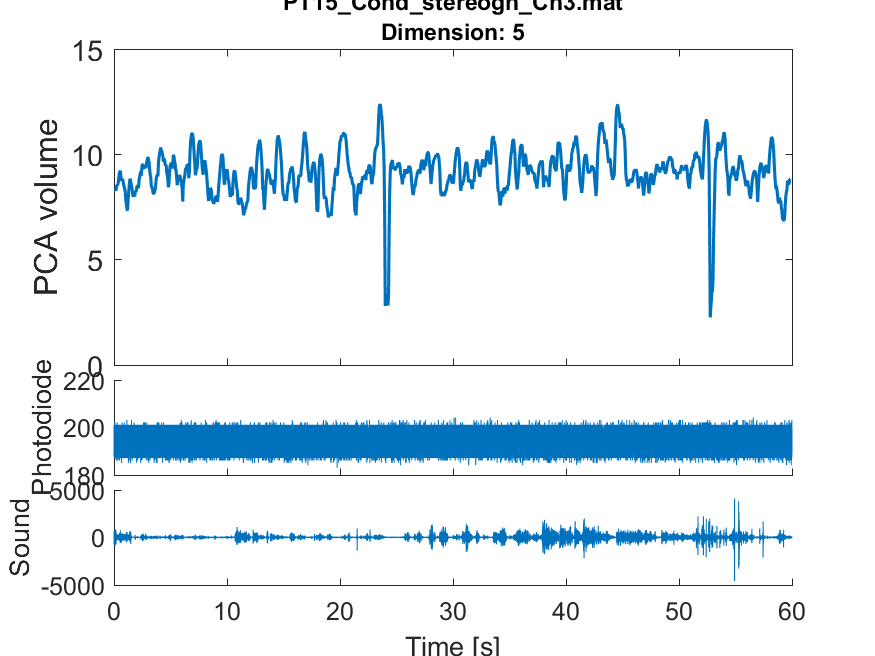 PT15_Cond_stereogn_Ch3.mat
Dimension: 5
15
10
5
0
PCA volume
220
200
180
Photodiode
5000
0
-5000
Sound
0 10 20 30 40 50 60
Time [s]